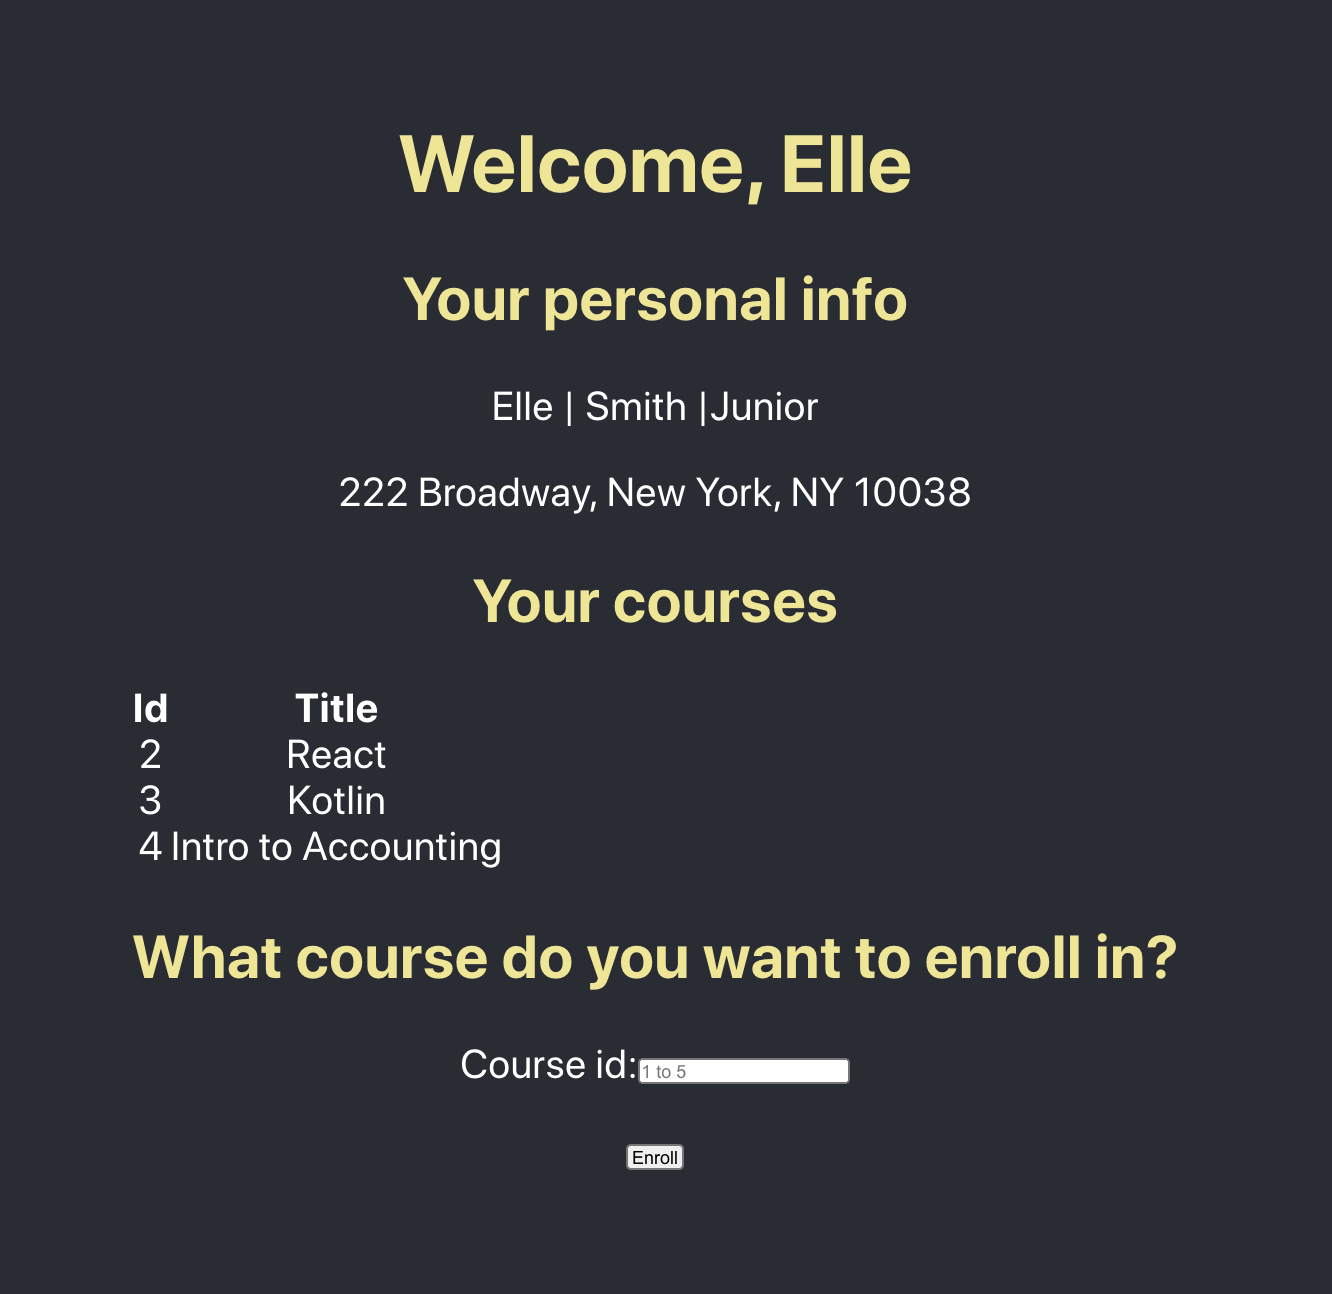 Welcome, Elle
Your personal info
Elle | Smith |Junior
222 Broadway, New York, NY 10038
Your courses
Id Title
2 React
3 Kotlin
4 Intro to Accounting
What course do you want to enroll in?
Course id: 1 to 5
Enroll